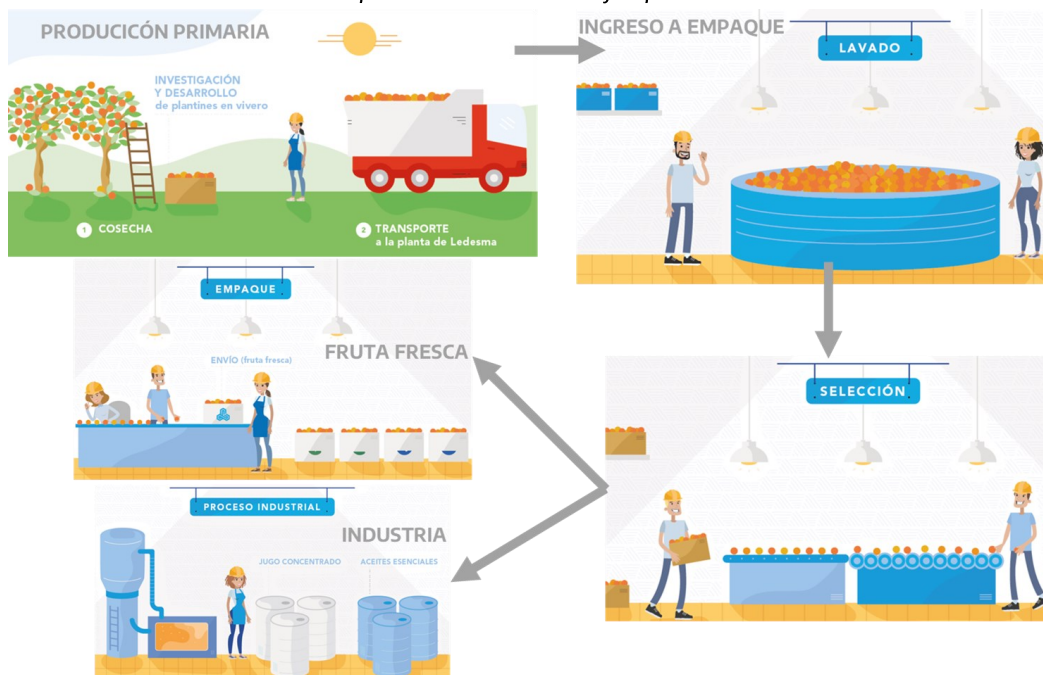 PRODUCICÓN PRIMARIA
INVESTIGACIÓN
Y DESARROLLO
de plantines en vivero
1 COSECHA
2 TRANSPORTE
a la planta de Ledesma
INGRESO A EMPAQUE
LAVADO
SELECCIÓN
EMPAQUE
ENVÍO (fruta fresca)
FRUTA FRESCA
PROCESO INDUSTRIAL
INDUSTRIA
JUGO CONCENTRADO
ACEITES ESENCIALES